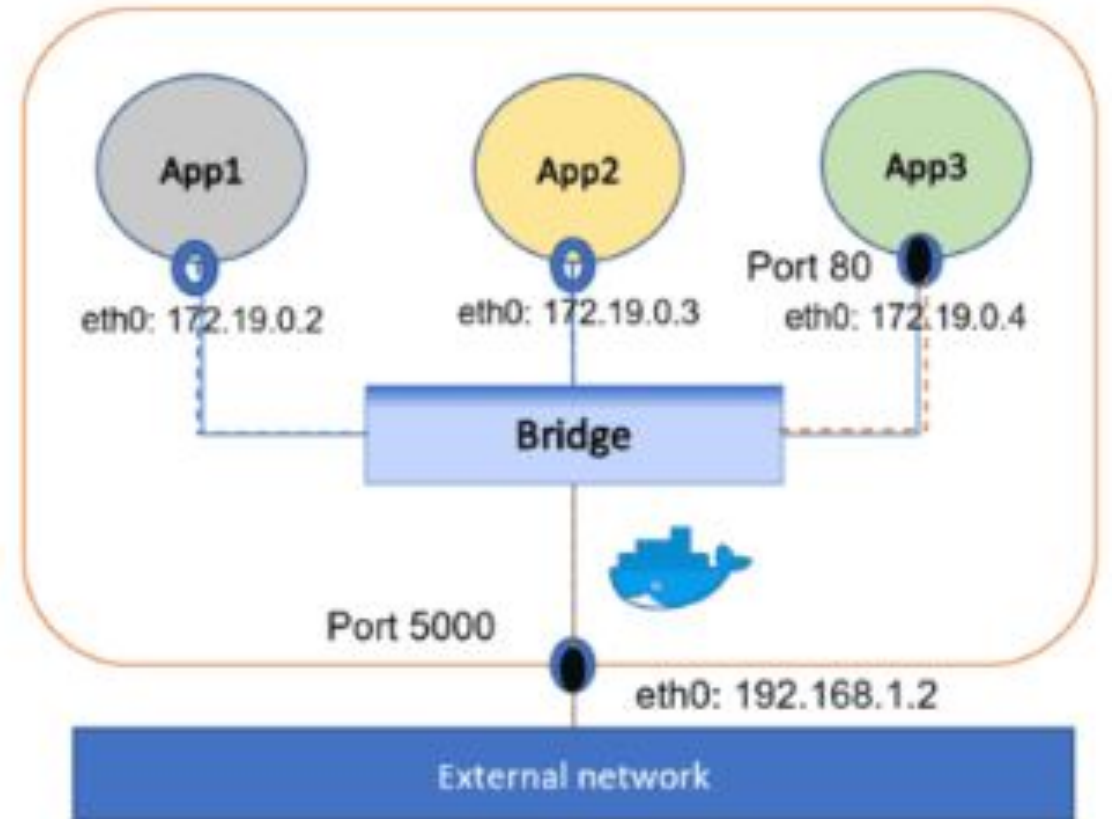 App1
App2
App3
Port 80
eth0: 172.19.0.2
eth0: 172.19.0.3
eth0: 172.19.0.4
Bridge
Port 5000
eth0: 192.168.1.2
External network